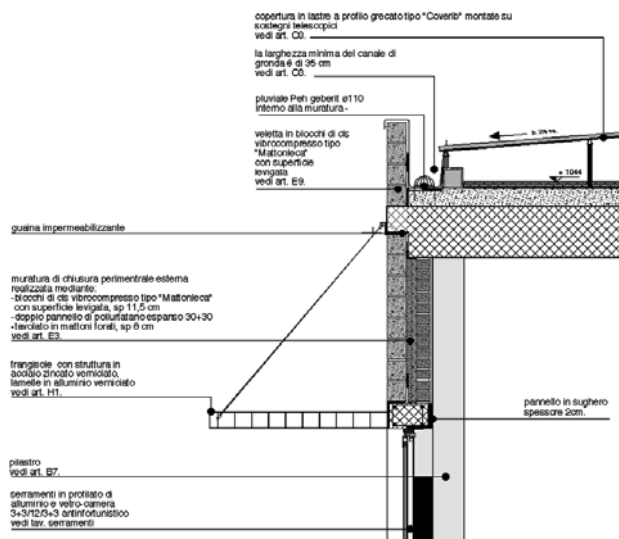 copertura in lastre a profilo grecato tipo "Coverib" montate su
sostegni telescopici
vedi art. C8.
la larghezza minima del canale di
gronda é di 35 cm
vedi art. C8.
pluviale Peh geberit ø110
interno alla muratura -
veletta in blocchi di cls
vibrocompresso tipo
"Mattonleca"
con superficie
levigata
vedi art. E9.
+ 1044
guaina impermeabilizzante
muratura di chiusura perimetrale esterna
realizzata mediante:
-blocchi di cls vibrocompresso tipo "Mattonleca"
con superficie levigata, sp 11,5 cm
-doppio pannello di poliuretano espanso 30+30
-tavolato in mattoni forati, sp 8 cm
vedi art. E3.
frangisole con struttura in
acciaio zincato verniciato,
lamelle in alluminio verniciato
vedi art. H1.
pannello in sughero
spessore 2cm.
pilastro
vedi art. B7.
serramenti in profilato di
alluminio e vetro-camera
3+3/12/3+3 antinfortunistico
vedi tav. serramenti